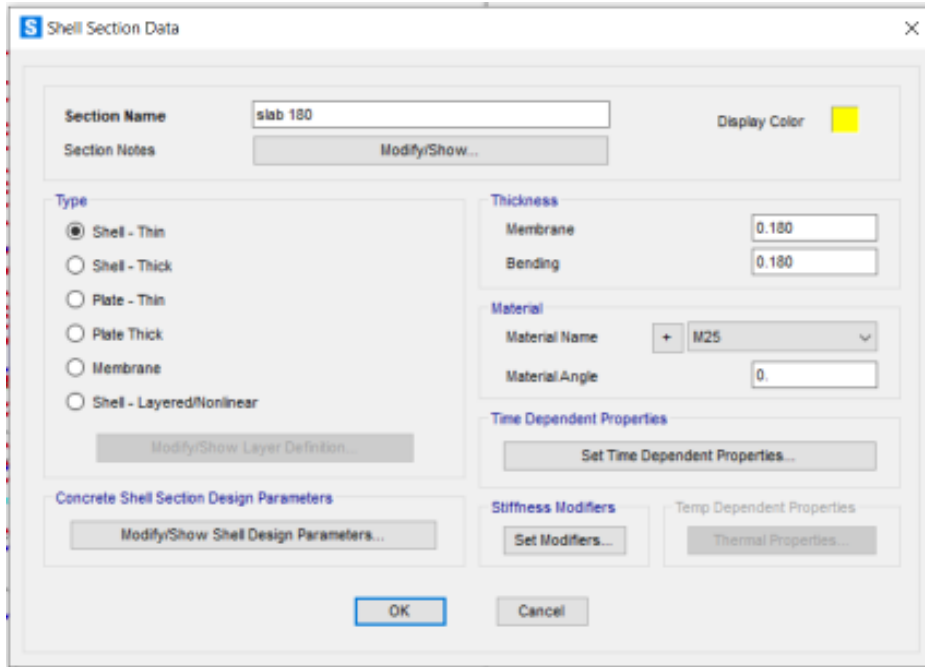 S Shell Section Data
Section Name slab 180 Display Color
Section Notes Modify/Show...
Type
Shell - Thin
Shell - Thick
Plate - Thin
Plate Thick
Membrane
Shell - Layered/Nonlinear
Modify/Show Layer Definition...
Concrete Shell Section Design Parameters
Modify/Show Shell Design Parameters...
Thickness
Membrane 0.180
Bending 0.180
Material
Material Name + M25
Material Angle 0.
Time Dependent Properties
Set Time Dependent Properties...
Stiffness Modifiers
Set Modifiers...
Temp Dependent Properties
Thermal Properties...
OK Cancel